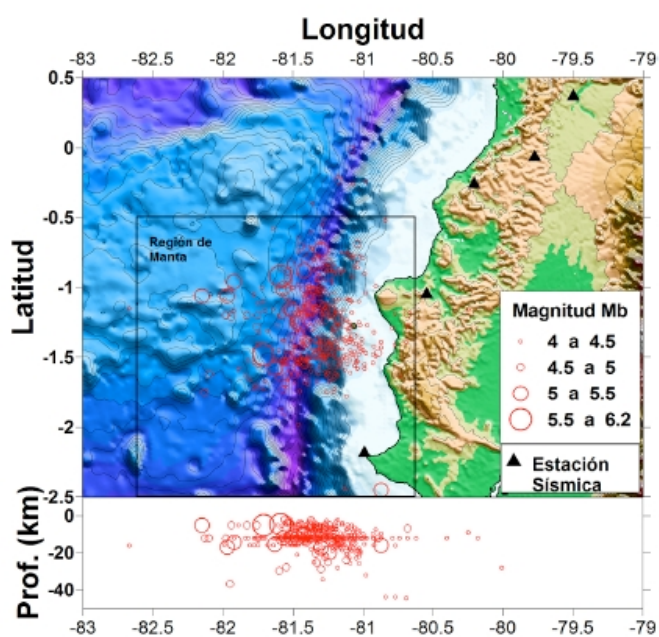 Longitud
-83 -82.5 -82 -81.5 -81 -80.5 -80 -79.5 -79
0.5
0
-0.5
-1
-1.5
-2
-2.5
Latitud
Región de
Manta
Magnitud Mb
4 a 4.5
4.5 a 5
5 a 5.5
5.5 a 6.2
Estación
Sísmica
Prof. (km)
0
-20
-40
-83 -82.5 -82 -81.5 -81 -80.5 -80 -79.5 -79